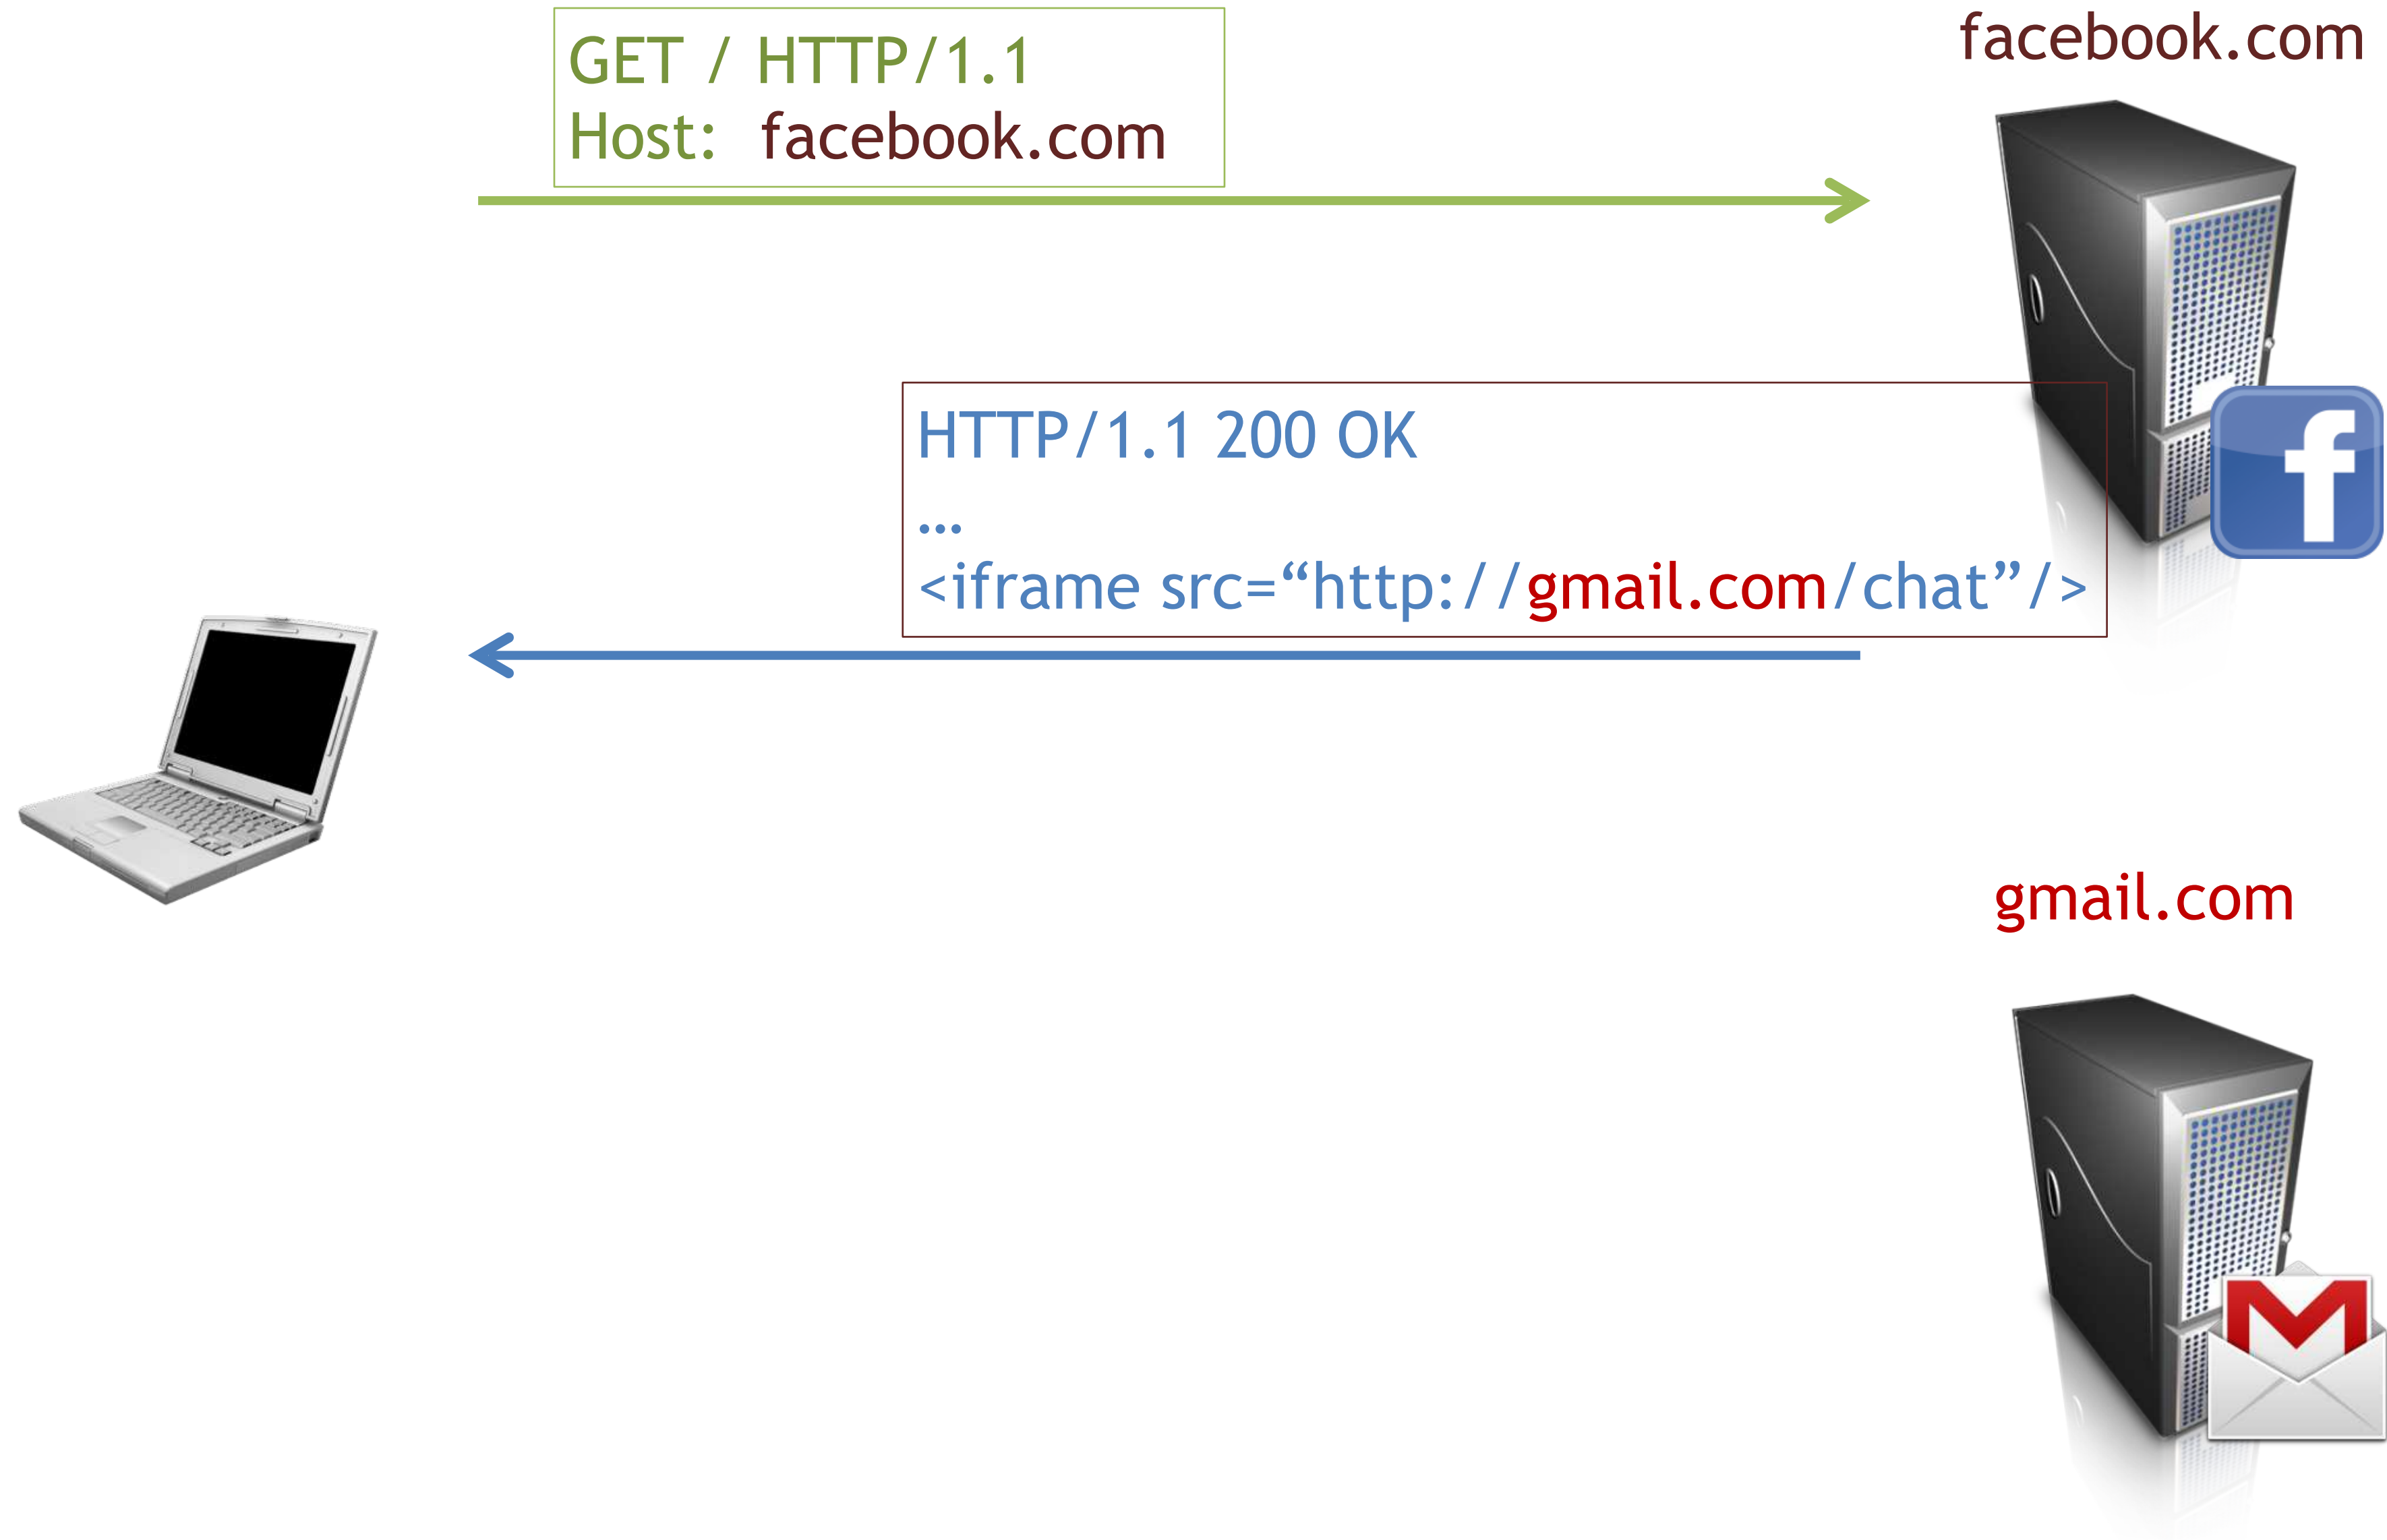 facebook.com
GET / HTTP/1.1
Host: facebook.com
HTTP/1.1 200 OK
…
<iframe src=“http://gmail.com/chat”/>
gmail.com